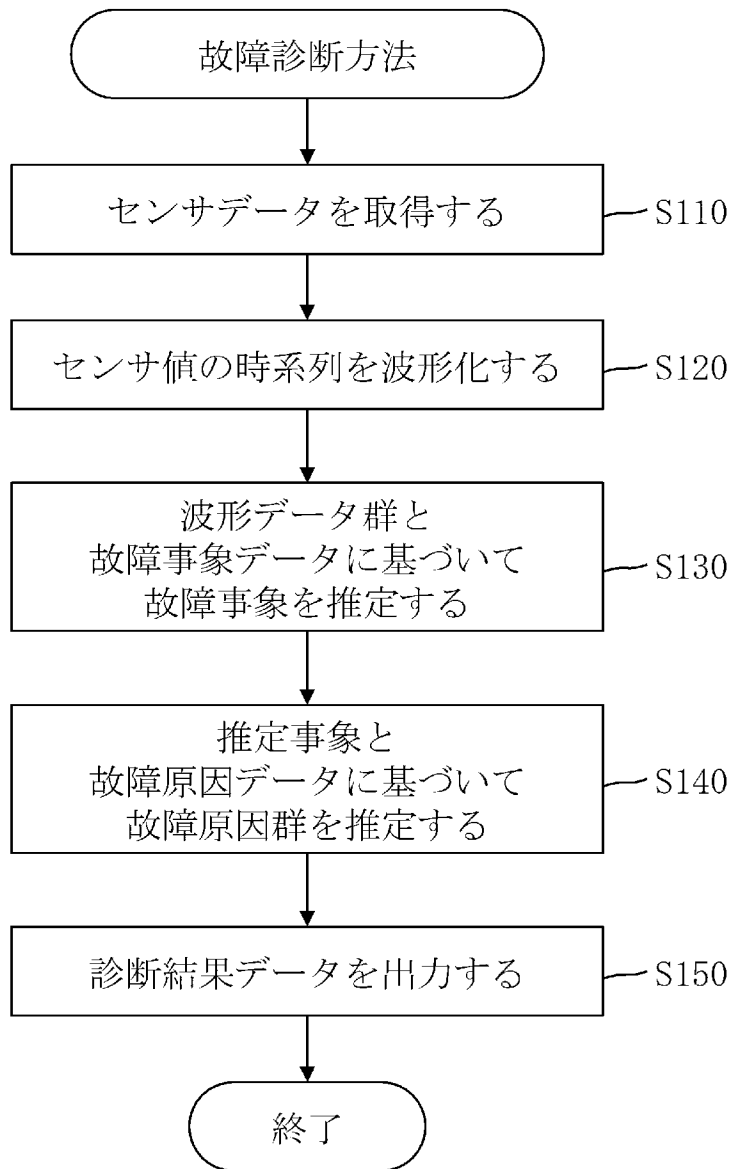 故障診断方法
センサデータを取得する
S110
センサ値の時系列を波形化する
S120
波形データ群と
故障事象データに基づいて
故障事象を推定する
S130
推定事象と
故障原因データに基づいて
故障原因群を推定する
S140
診断結果データを出力する
S150
終了